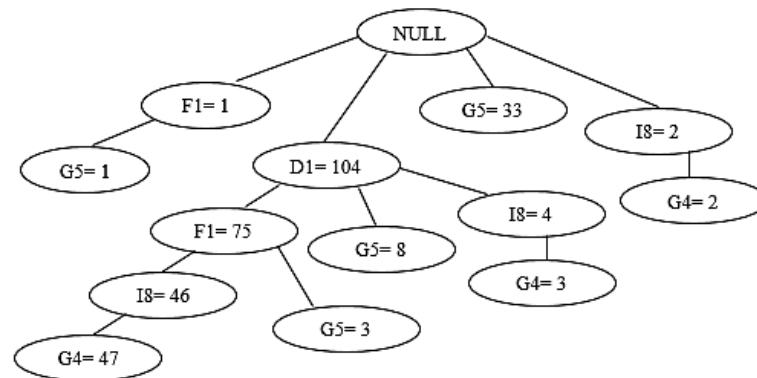 NULL
F1= 1
G5= 33
I8= 2
G5= 1
D1= 104
G4= 2
F1= 75
G5= 8
I8= 4
I8= 46
G4= 3
G5= 3
G4= 47